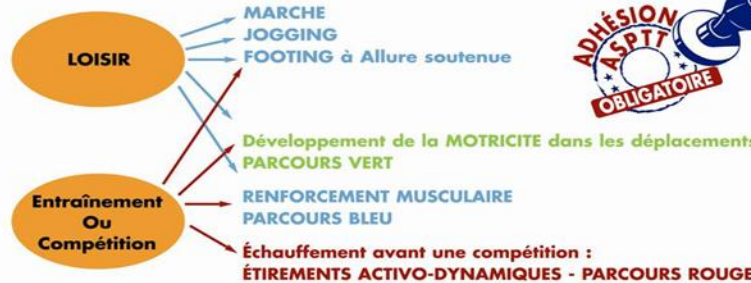 MARCHE
JOGGING
FOOTING à Allure soutenue
LOISIR
ADHÉSION
ASPTT
OBLIGATOIRE
Développement de la MOTRICITE dans les déplacements
PARCOURS VERT
Entraînement
Ou
Compétition
RENFORCEMENT MUSCULAIRE
PARCOURS BLEU
Échauffement avant une compétition :
ÉTIREMENTS ACTIVO-DYNAMIQUES - PARCOURS ROUGE